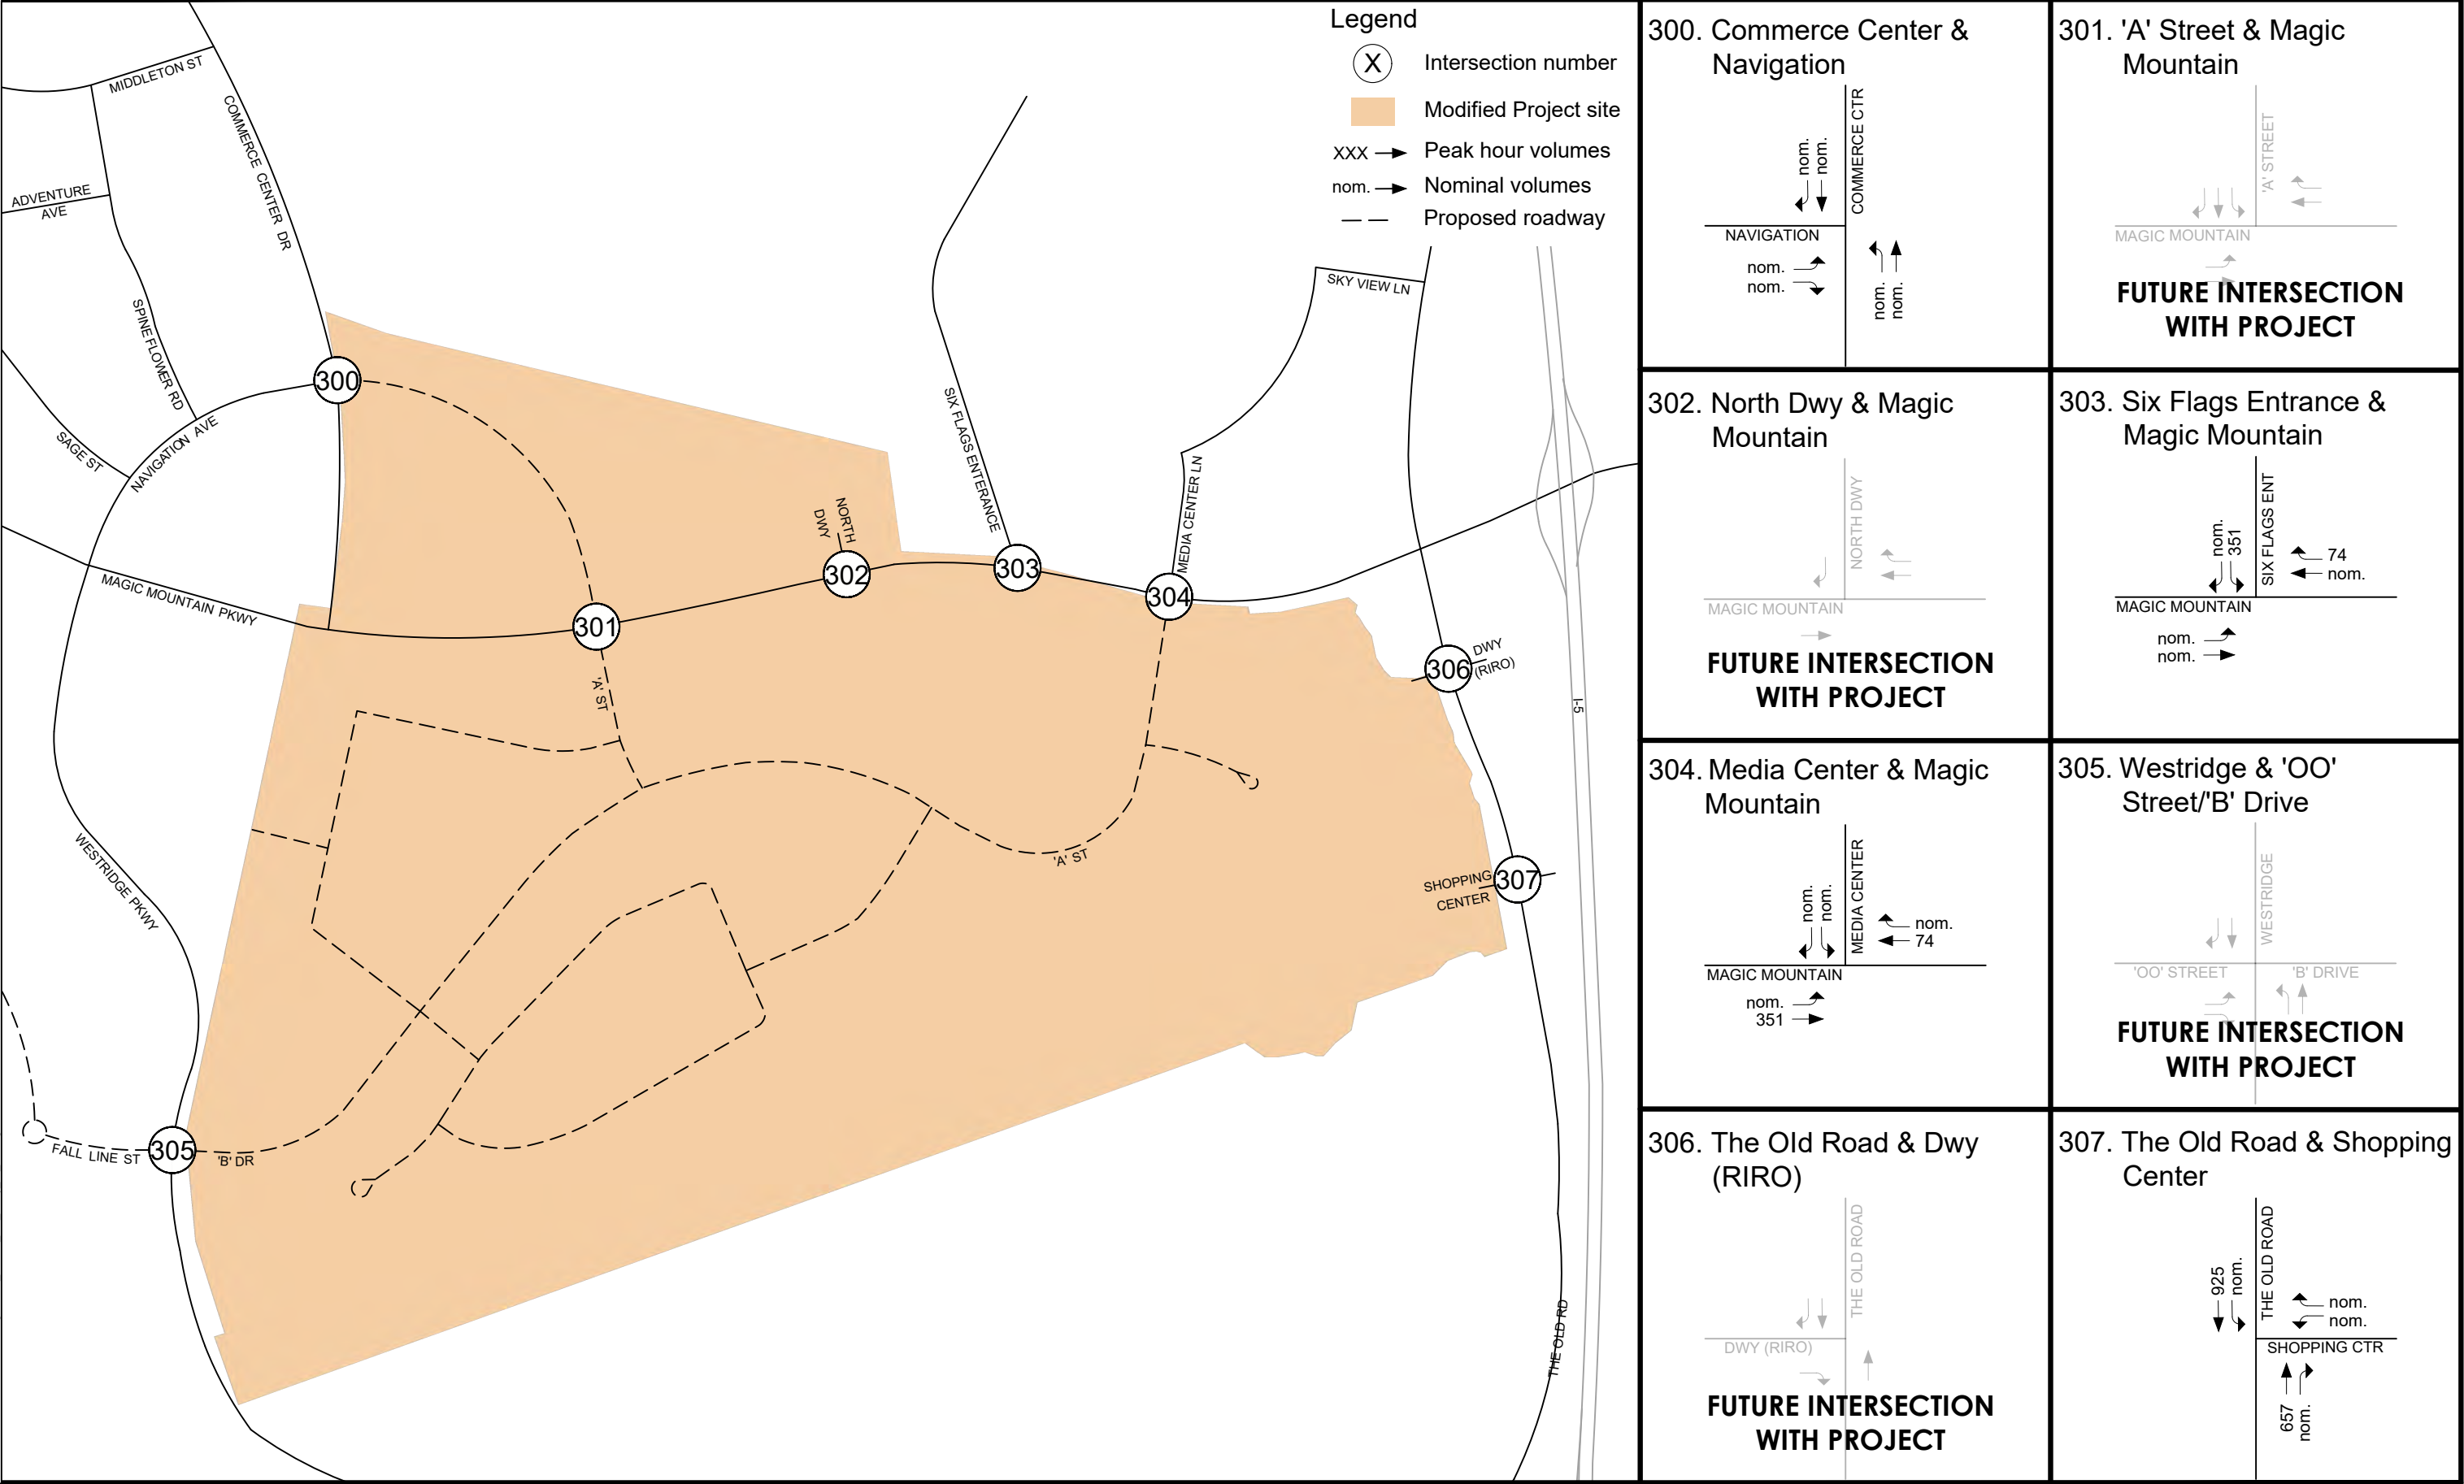 Legend
X Intersection number
Modified Project site
XXX Peak hour volumes
nom. Nominal volumes
Proposed roadway
MIDDLETON ST
COMMERCE CENTER DR
ADVENTURE
AVE
SPINE FLOWER RD
SAGE ST
NAVIGATION AVE
MAGIC MOUNTAIN PKWY
WESTRIDGE PKWY
FALL LINE ST
'B' DR
'A' ST
'A' ST
NORTH
DWY
SIX FLAGS ENTERANCE
MEDIA CENTER LN
SKY VIEW LN
DWY
(RIRO)
I-5
SHOPPING
CENTER
THE OLD RD
300
301
302
303
304
305
306
307
300. Commerce Center &
Navigation
nom.
nom.
COMMERCE CTR
NAVIGATION
nom.
nom.
nom.
nom.
301. 'A' Street & Magic
Mountain
'A' STREET
MAGIC MOUNTAIN
FUTURE INTERSECTION
WITH PROJECT
302. North Dwy & Magic
Mountain
NORTH DWY
MAGIC MOUNTAIN
FUTURE INTERSECTION
WITH PROJECT
303. Six Flags Entrance &
Magic Mountain
nom.
351
SIX FLAGS ENT
74
nom.
MAGIC MOUNTAIN
nom.
nom.
304. Media Center & Magic
Mountain
nom.
nom.
MEDIA CENTER
nom.
74
MAGIC MOUNTAIN
nom.
351
305. Westridge & 'OO'
Street/'B' Drive
WESTRIDGE
'OO' STREET 'B' DRIVE
FUTURE INTERSECTION
WITH PROJECT
306. The Old Road & Dwy
(RIRO)
THE OLD ROAD
DWY (RIRO)
FUTURE INTERSECTION
WITH PROJECT
307. The Old Road & Shopping
Center
925
nom.
THE OLD ROAD
nom.
nom.
SHOPPING CTR
657
nom.